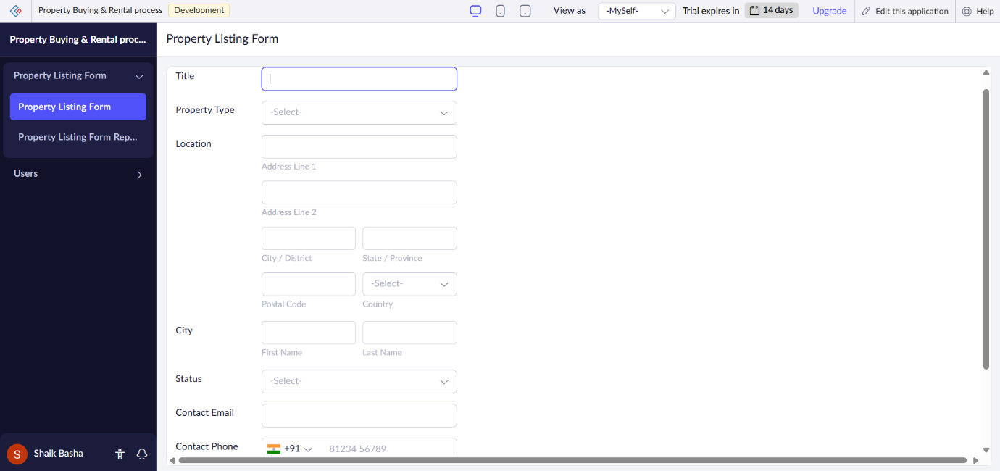 Property Buying & Rental process Development View as -MySelf- Trial expires in 14 days Upgrade Edit this application Help
Property Buying & Rental proc...
Property Listing Form
Property Listing Form
Property Listing Form Rep...
Users
Shaik Basha
S
Property Listing Form
Title
Property Type -Select-
Location
Address Line 1
Address Line 2
City / District State / Province
-Select-
Postal Code Country
City
First Name Last Name
Status -Select-
Contact Email
Contact Phone +91 81234 56789